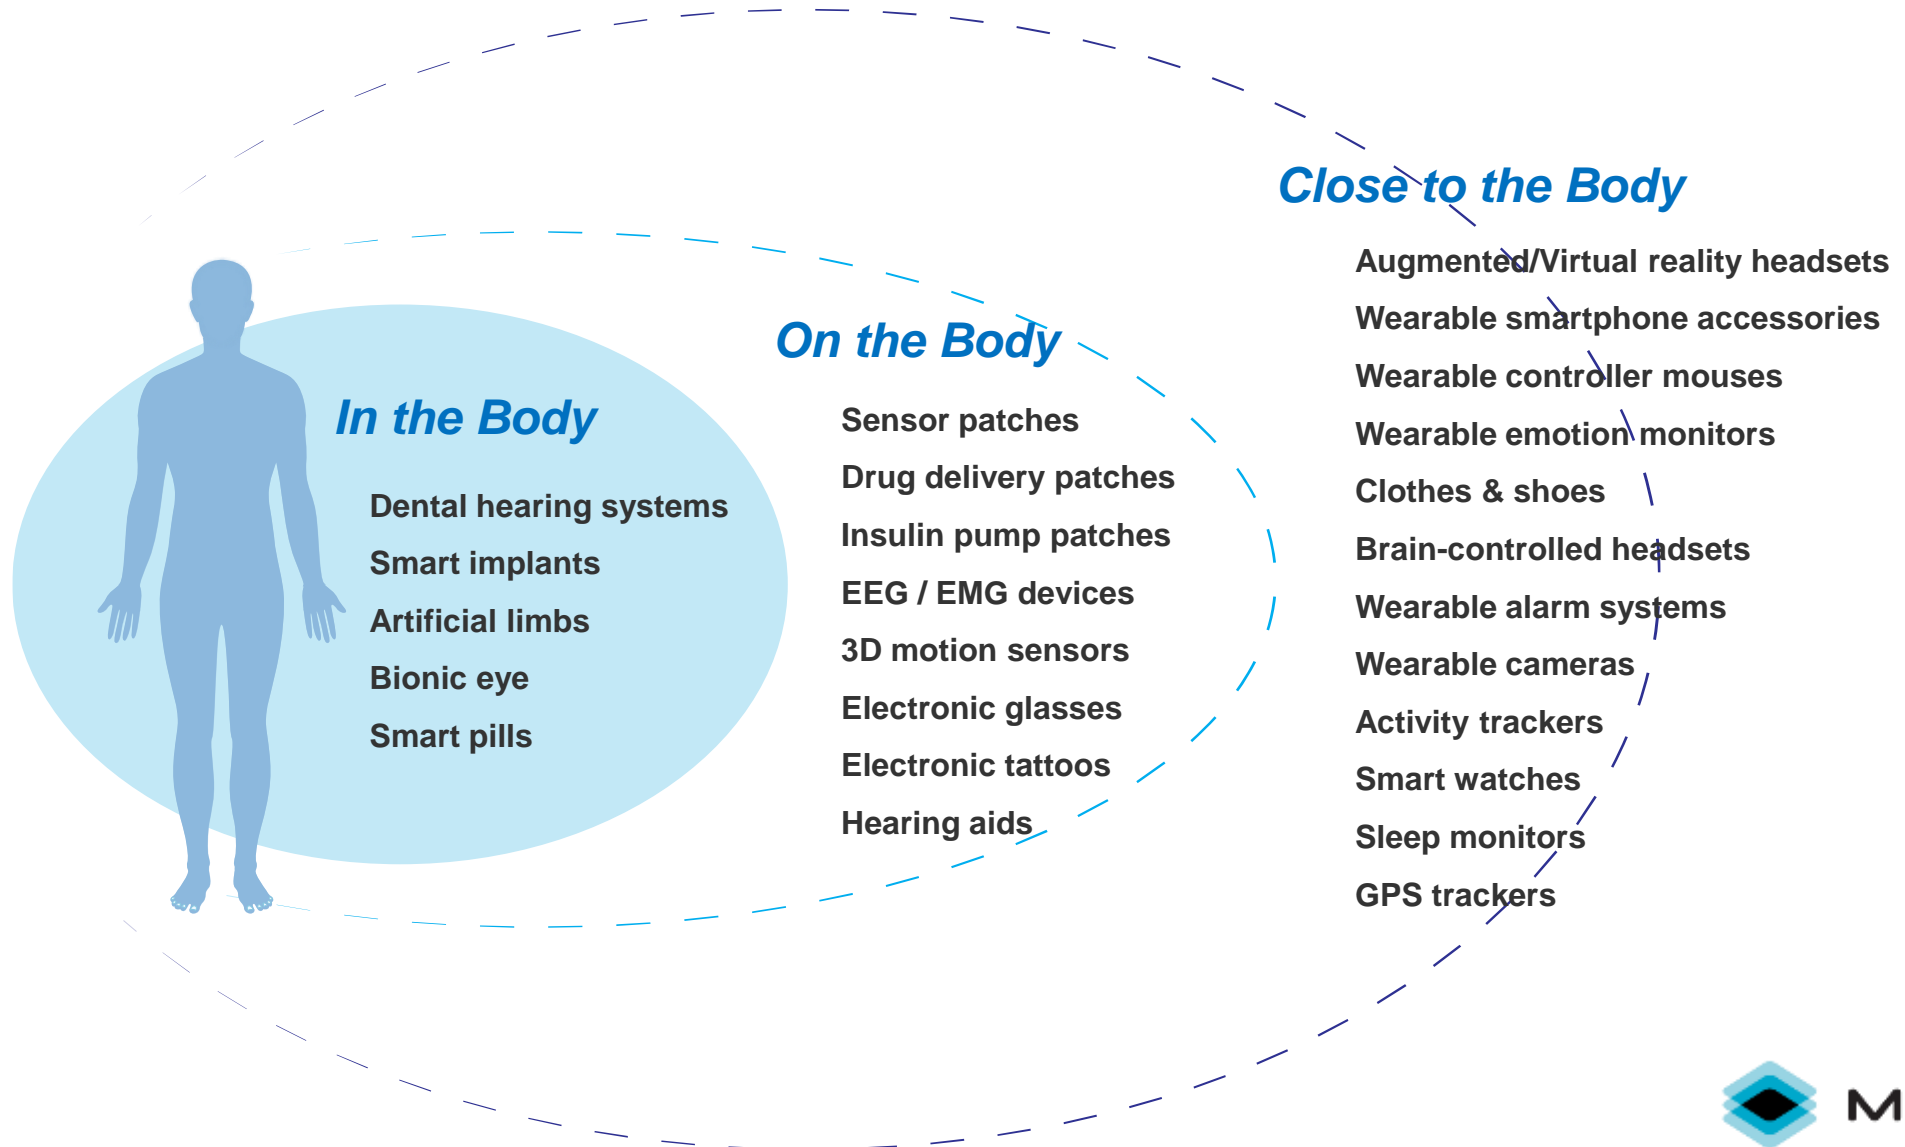 Close to the Body
Augmented/Virtual reality headsets
Wearable smartphone accessories
Wearable controller mouses
Wearable emotion monitors
Clothes & shoes
Brain-controlled headsets
Wearable alarm systems
Wearable cameras
Activity trackers
Smart watches
Sleep monitors
GPS trackers
On the Body
Sensor patches
Drug delivery patches
Insulin pump patches
EEG / EMG devices
3D motion sensors
Electronic glasses
Electronic tattoos
Hearing aids
In the Body
Dental hearing systems
Smart implants
Artificial limbs
Bionic eye
Smart pills
M